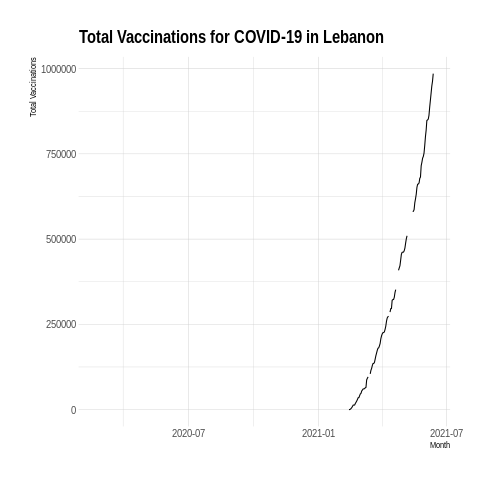 Total Vaccinations for COVID-19 in Lebanon
Total Vaccinations
1000000
750000
500000
250000
0
2020-07
2021-01
2021-07
Month